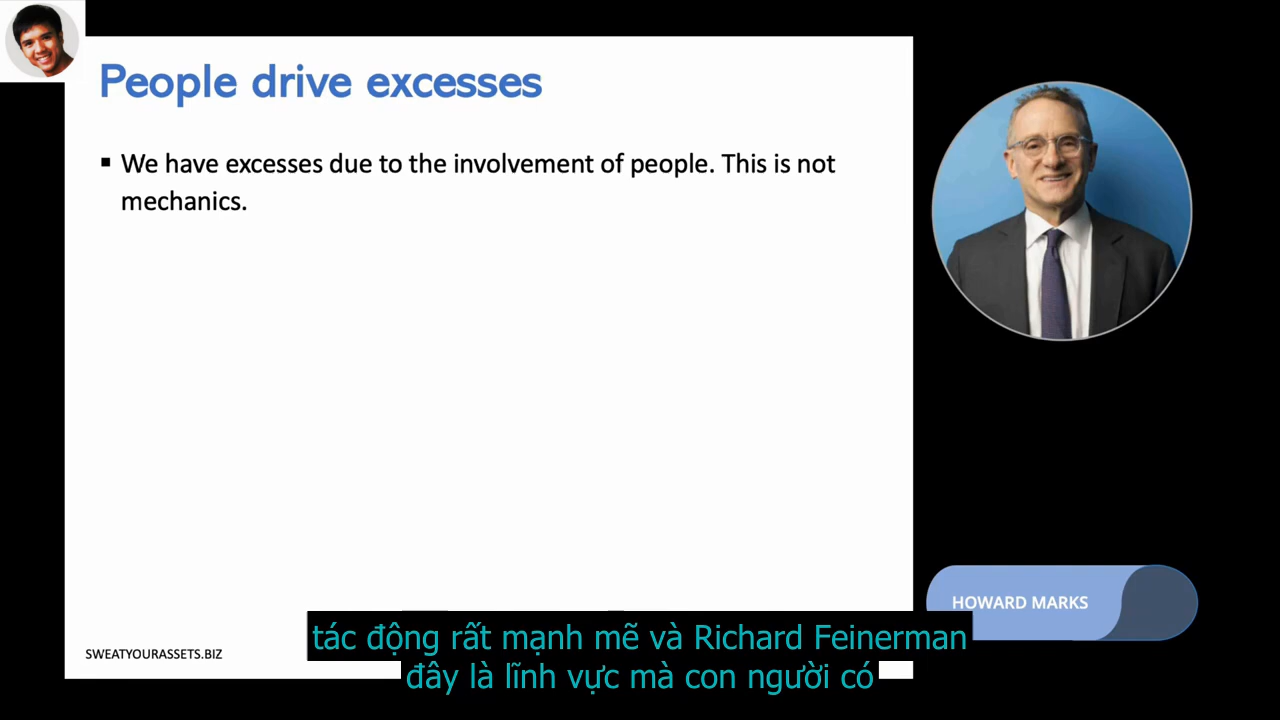 People drive excesses
▪ We have excesses due to the involvement of people. This is not
mechanics.
HOWARD MARKS
SWEATYOURASSETS.BIZ
tác động rất mạnh mẽ và Richard Feinerman
đây là lĩnh vực mà con người có